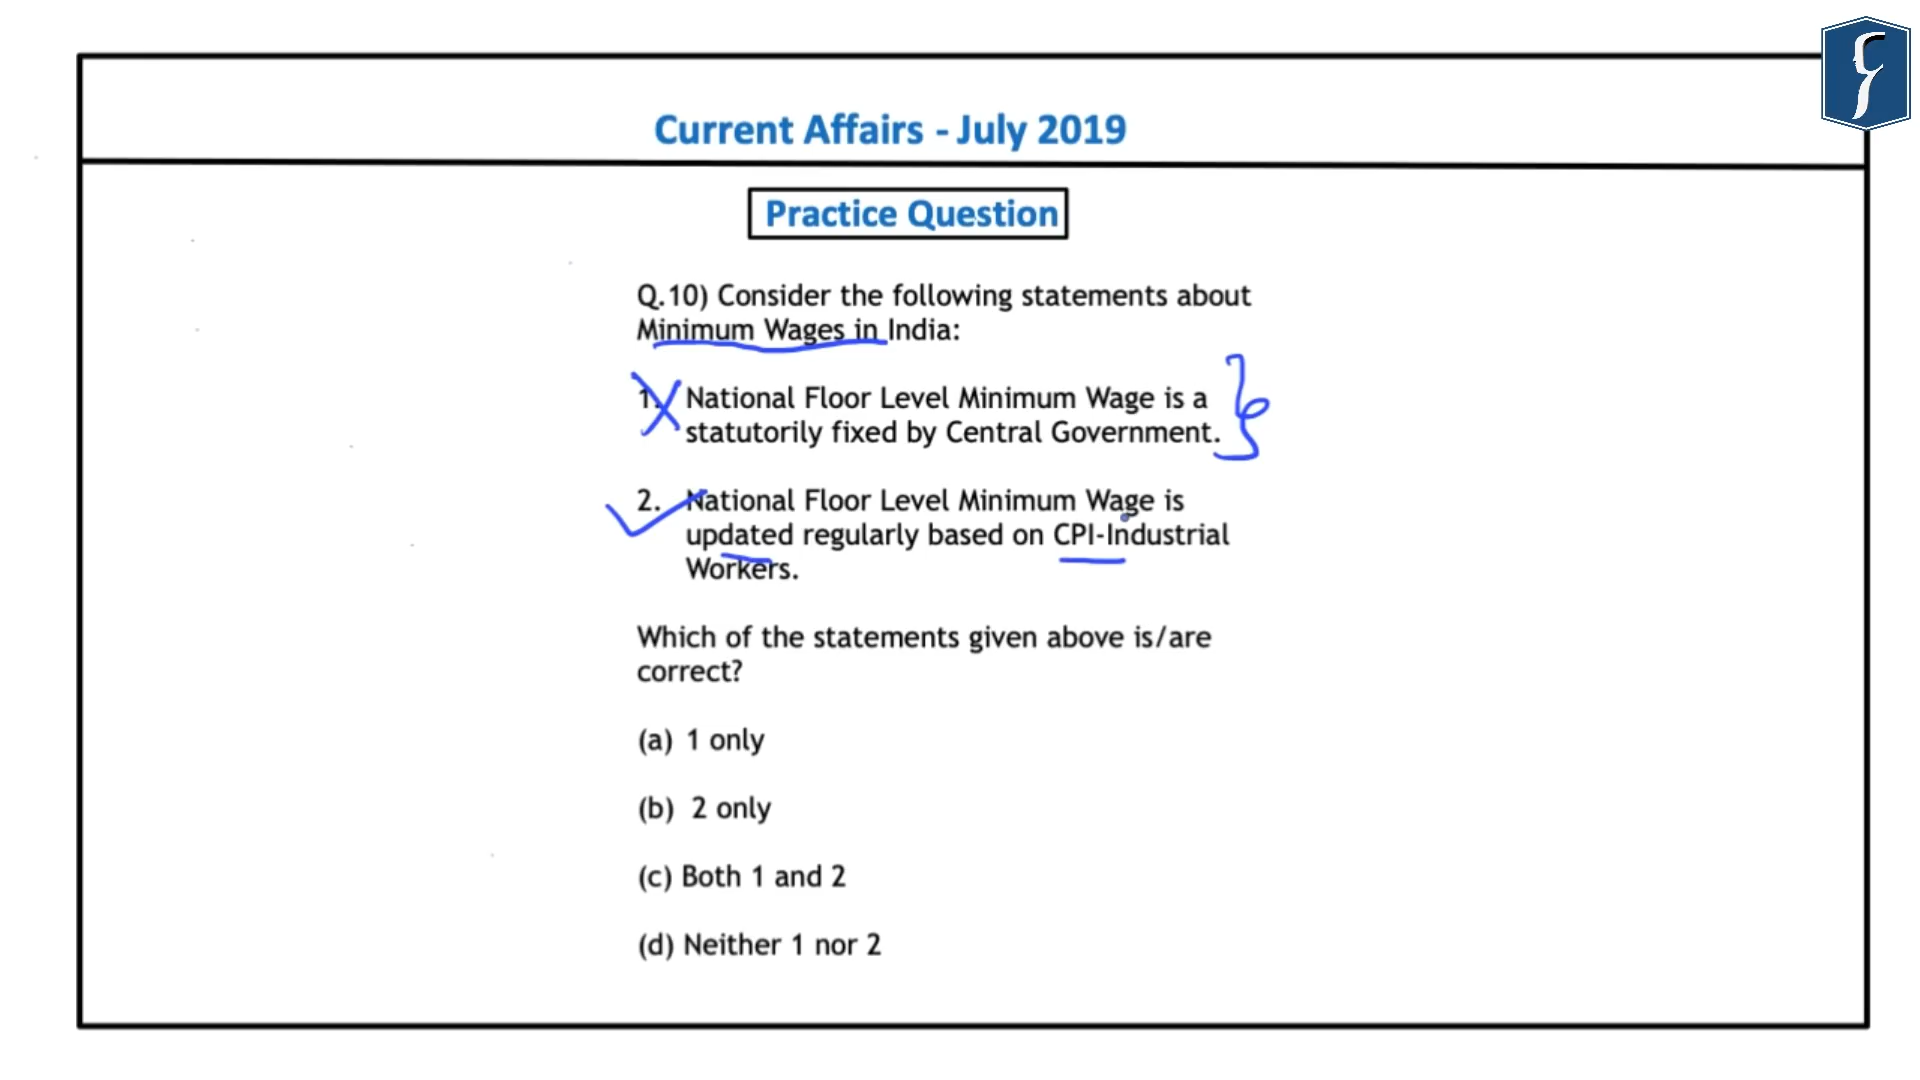 Current Affairs - July 2019
Practice Question
Q.10) Consider the following statements about
Minimum Wages in India:
1. National Floor Level Minimum Wage is a
statutorily fixed by Central Government.
2. National Floor Level Minimum Wage is
updated regularly based on CPI-Industrial
Workers.
Which of the statements given above is/are
correct?
(a) 1 only
(b) 2 only
(c) Both 1 and 2
(d) Neither 1 nor 2